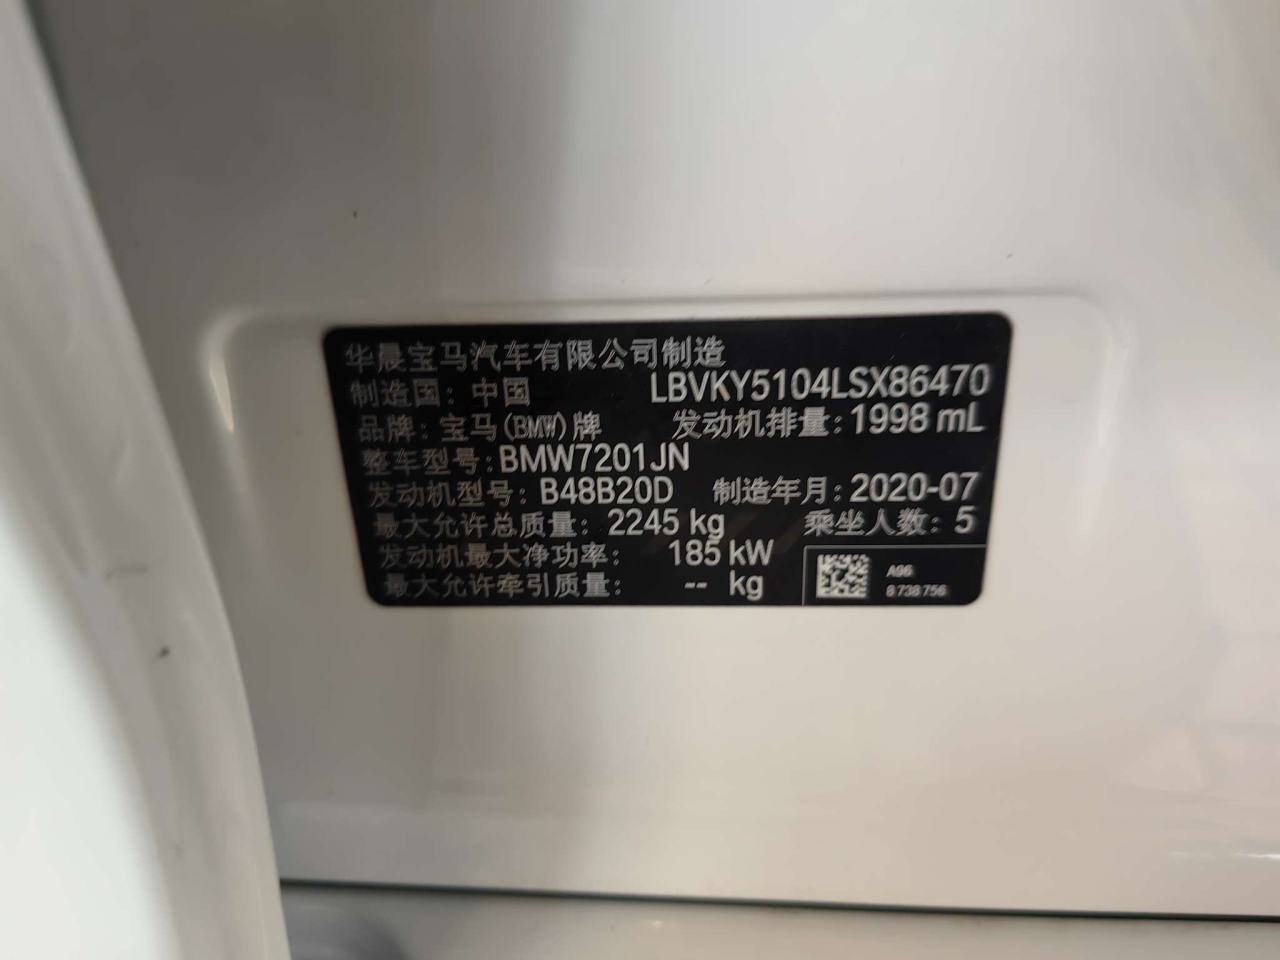 华晨宝马汽车有限公司制造
制造国：中国 LBVKY5104LSX86470
品牌：宝马(BMW)牌 发动机排量：1998 mL
整车型号：BMW7201JN
发动机型号：B48B20D 制造年月：2020-07
最大允许总质量：2245 kg 乘坐人数：5
发动机最大净功率： 185 kW
最大允许牵引质量： -- kg
A96
8 738 756